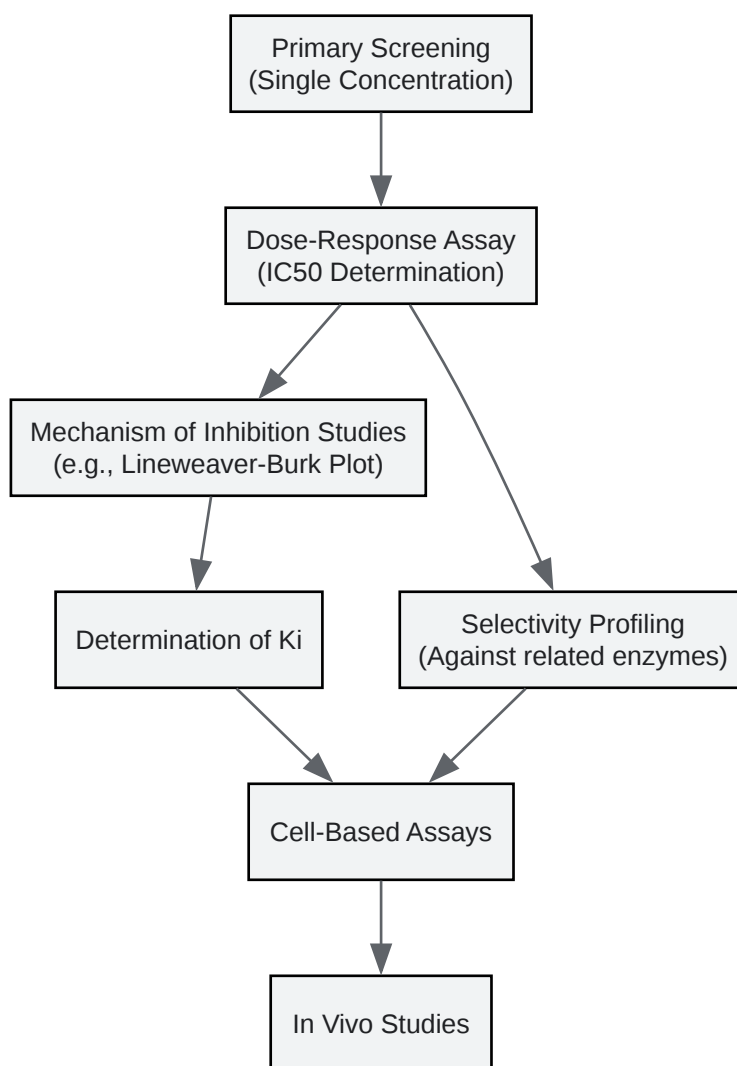 Primary Screening
(Single Concentration)
Dose-Response Assay
(IC50 Determination)
Mechanism of Inhibition Studies
(e.g., Lineweaver-Burk Plot)
Determination of Ki
Selectivity Profiling
(Against related enzymes)
Cell-Based Assays
In Vivo Studies